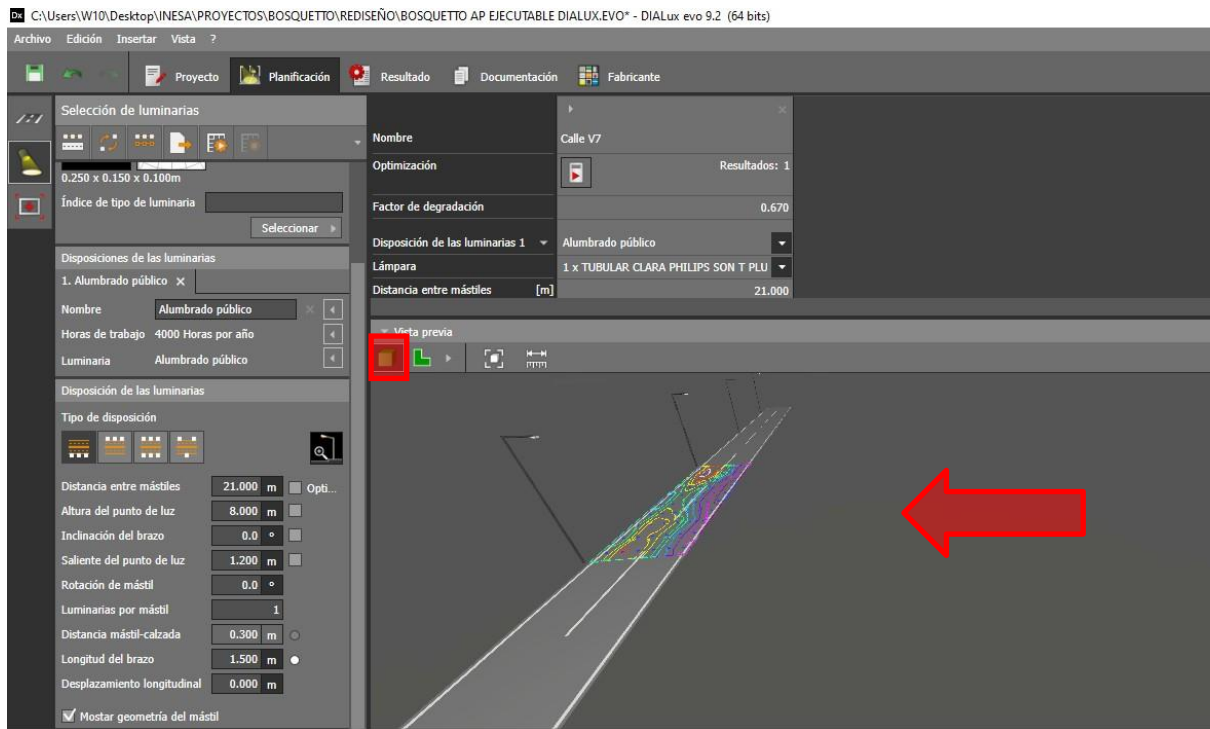 C:\Users\W10\Desktop\INESA\PROYECTOS\BOSQUETTO\REDISEÑO\BOSQUETTO AP EJECUTABLE DIALUX.EVO* - DIALux evo 9.2 (64 bits)
Archivo Edición Insertar Vista ?
Proyecto Planificación Resultado Documentación Fabricante
Selección de luminarias
0.250 x 0.150 x 0.100m
Índice de tipo de luminaria
Seleccionar
Disposiciones de las luminarias
1. Alumbrado público
Nombre Alumbrado público
Horas de trabajo 4000 Horas por año
Luminaria Alumbrado público
Disposición de las luminarias
Tipo de disposición
Distancia entre mástiles 21.000 m Opti...
Altura del punto de luz 8.000 m
Inclinación del brazo 0.0 °
Saliente del punto de luz 1.200 m
Rotación de mástil 0.0 °
Luminarias por mástil 1
Distancia mástil-calzada 0.300 m
Longitud del brazo 1.500 m
Desplazamiento longitudinal 0.000 m
Mostar geometría del mástil
Nombre Calle V7
Optimización Resultados: 1
Factor de degradación 0.670
Disposición de las luminarias 1 Alumbrado público
Lámpara 1 x TUBULAR CLARA PHILIPS SON T PLU
Distancia entre mástiles [m] 21.000
Vista previa